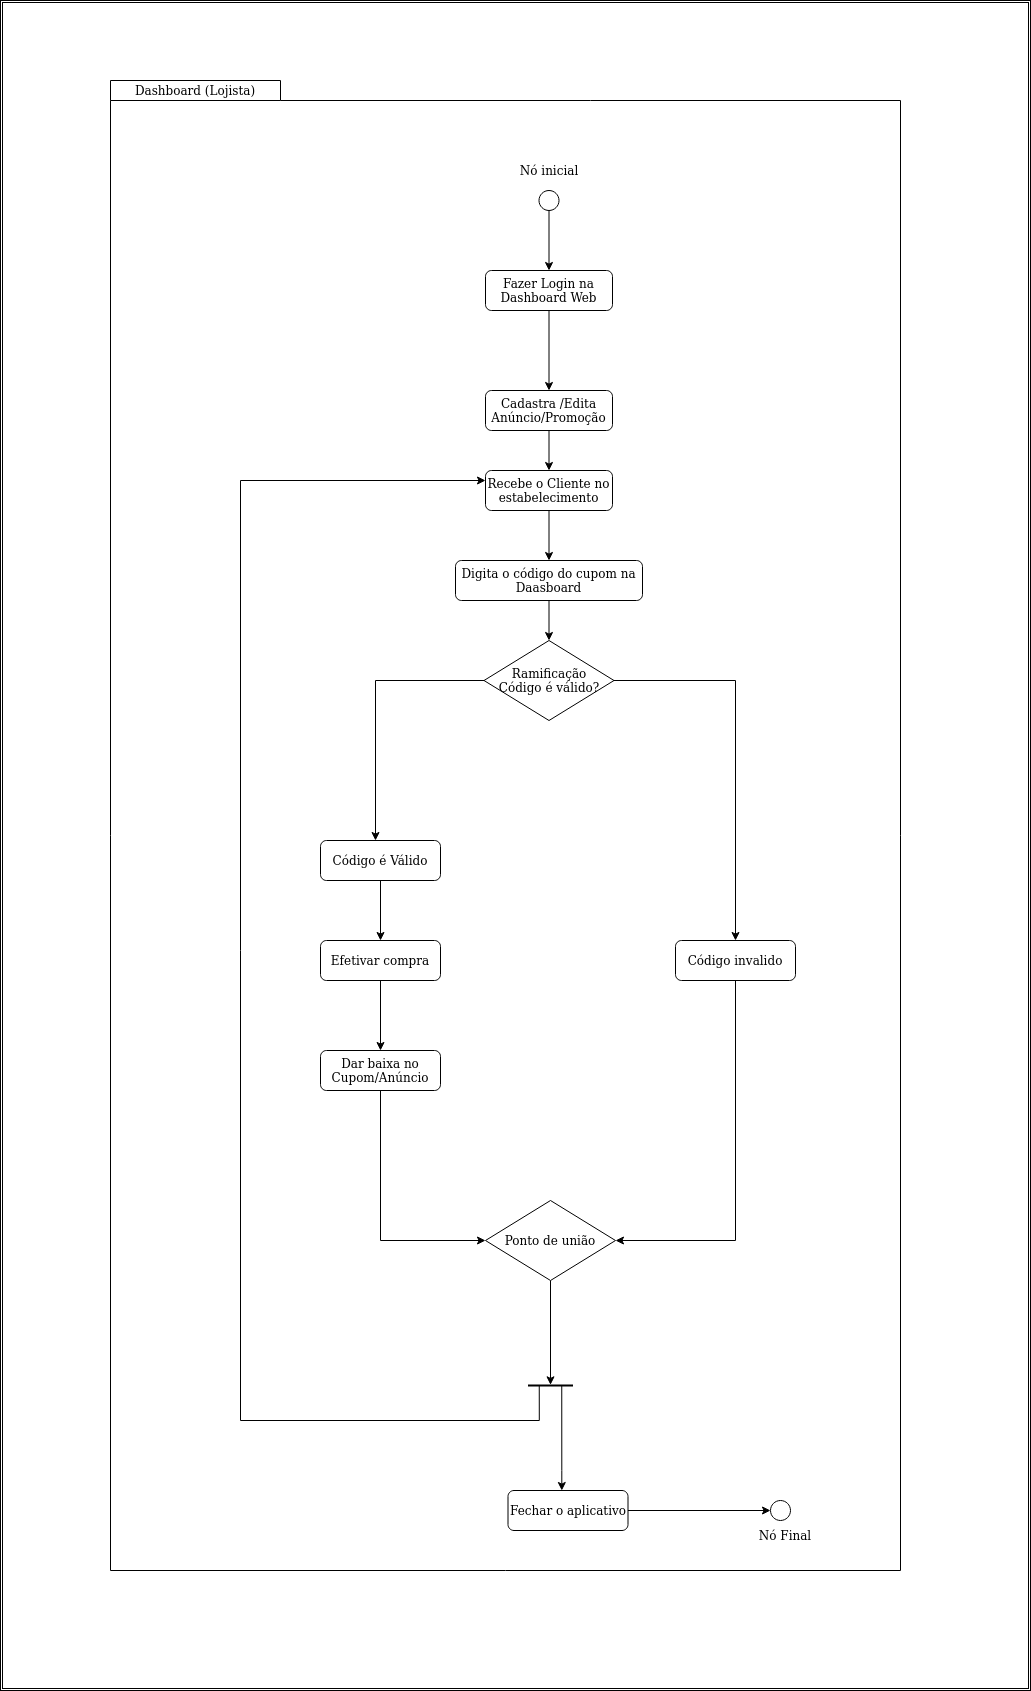 Dashboard (Lojista)
Nó inicial
Fazer Login na
Dashboard Web
Cadastra /Edita
Anúncio/Promoção
Recebe o Cliente no
estabelecimento
Digita o código do cupom na
Daasboard
Ramificação
Código é válido?
Código é Válido
Efetivar compra
Código invalido
Dar baixa no
Cupom/Anúncio
Ponto de união
Fechar o aplicativo
Nó Final